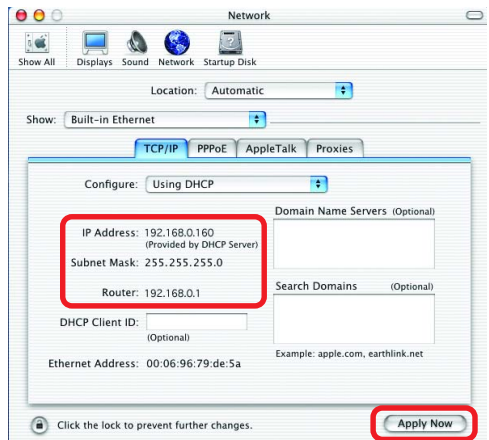 Network
Show All Displays Sound Network Startup Disk
Location: Automatic
Show: Built-in Ethernet
TCP/IP PPPoE AppleTalk Proxies
Configure: Using DHCP
Domain Name Servers (Optional)
IP Address: 192.168.0.160
(Provided by DHCP Server)
Subnet Mask: 255.255.255.0
Router: 192.168.0.1
Search Domains (Optional)
DHCP Client ID:
(Optional)
Example: apple.com, earthlink.net
Ethernet Address: 00:06:96:79:de:5a
Click the lock to prevent further changes.
Apply Now